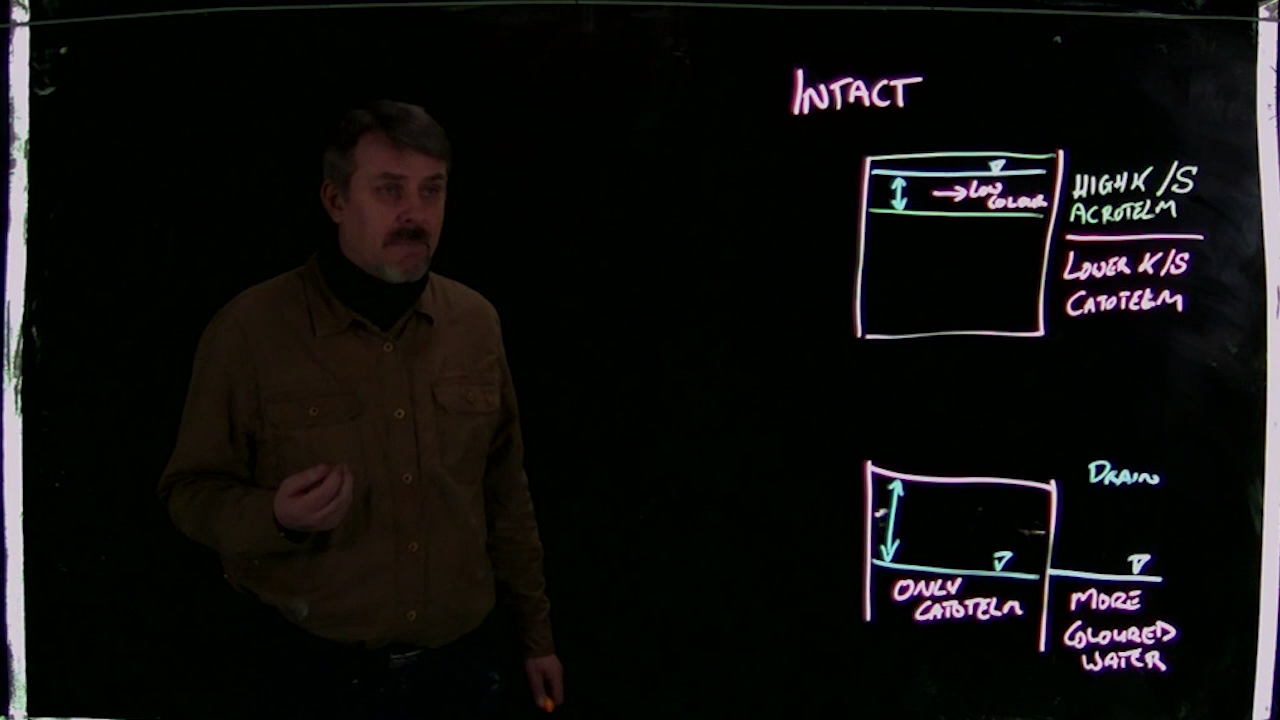 INTACT
→ LOW
COLOUR
HIGH K/S
ACROTELM
LOWER K/S
CATOTELM
DRAIN
ONLY
CATOTELM
MORE
COLOURED
WATER